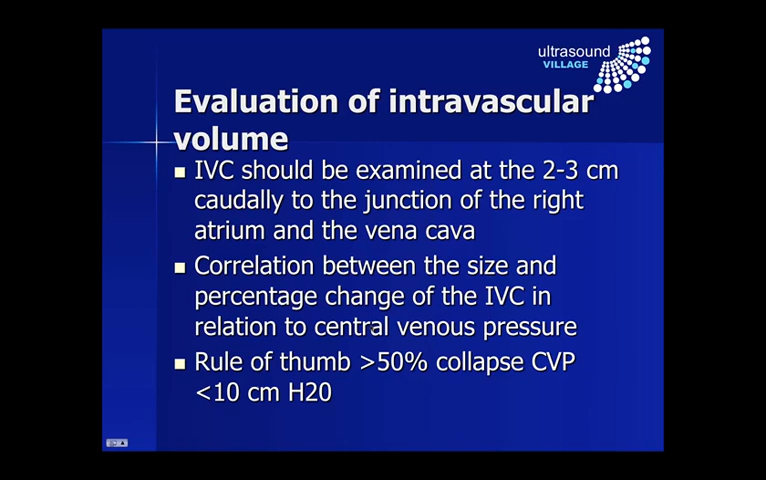 ultrasound
VILLAGE
Evaluation of intravascular
volume
IVC should be examined at the 2-3 cm
caudally to the junction of the right
atrium and the vena cava
Correlation between the size and
percentage change of the IVC in
relation to central venous pressure
Rule of thumb >50% collapse CVP
<10 cm H20